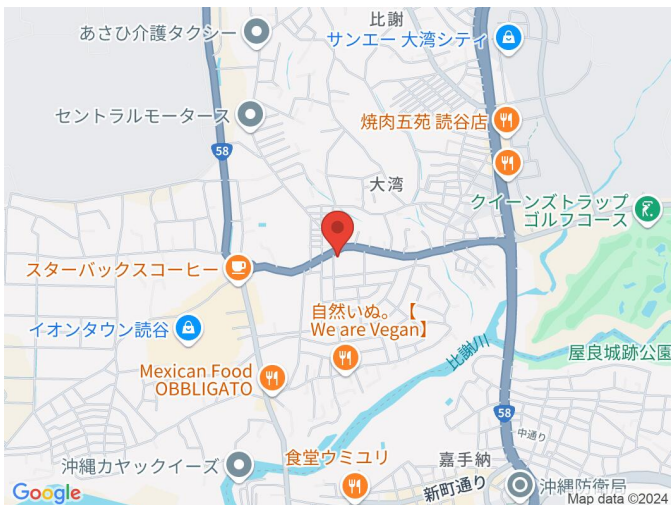 比謝
あさひ介護タクシー
サンエー 大湾シティ
セントラルモータース
焼肉五苑 読谷店
58
大湾
クイーンズトラップ
ゴルフコース
スターバックスコーヒー
自然いぬ。【
We are Vegan】
イオンタウン読谷
比謝川
屋良城跡公園
Mexican Food
OBBLIGATO
58
中通り
嘉手納
沖縄カヤックイーズ
食堂ウミユリ
新町通り
沖縄防衛局
Google
Map data ©2024